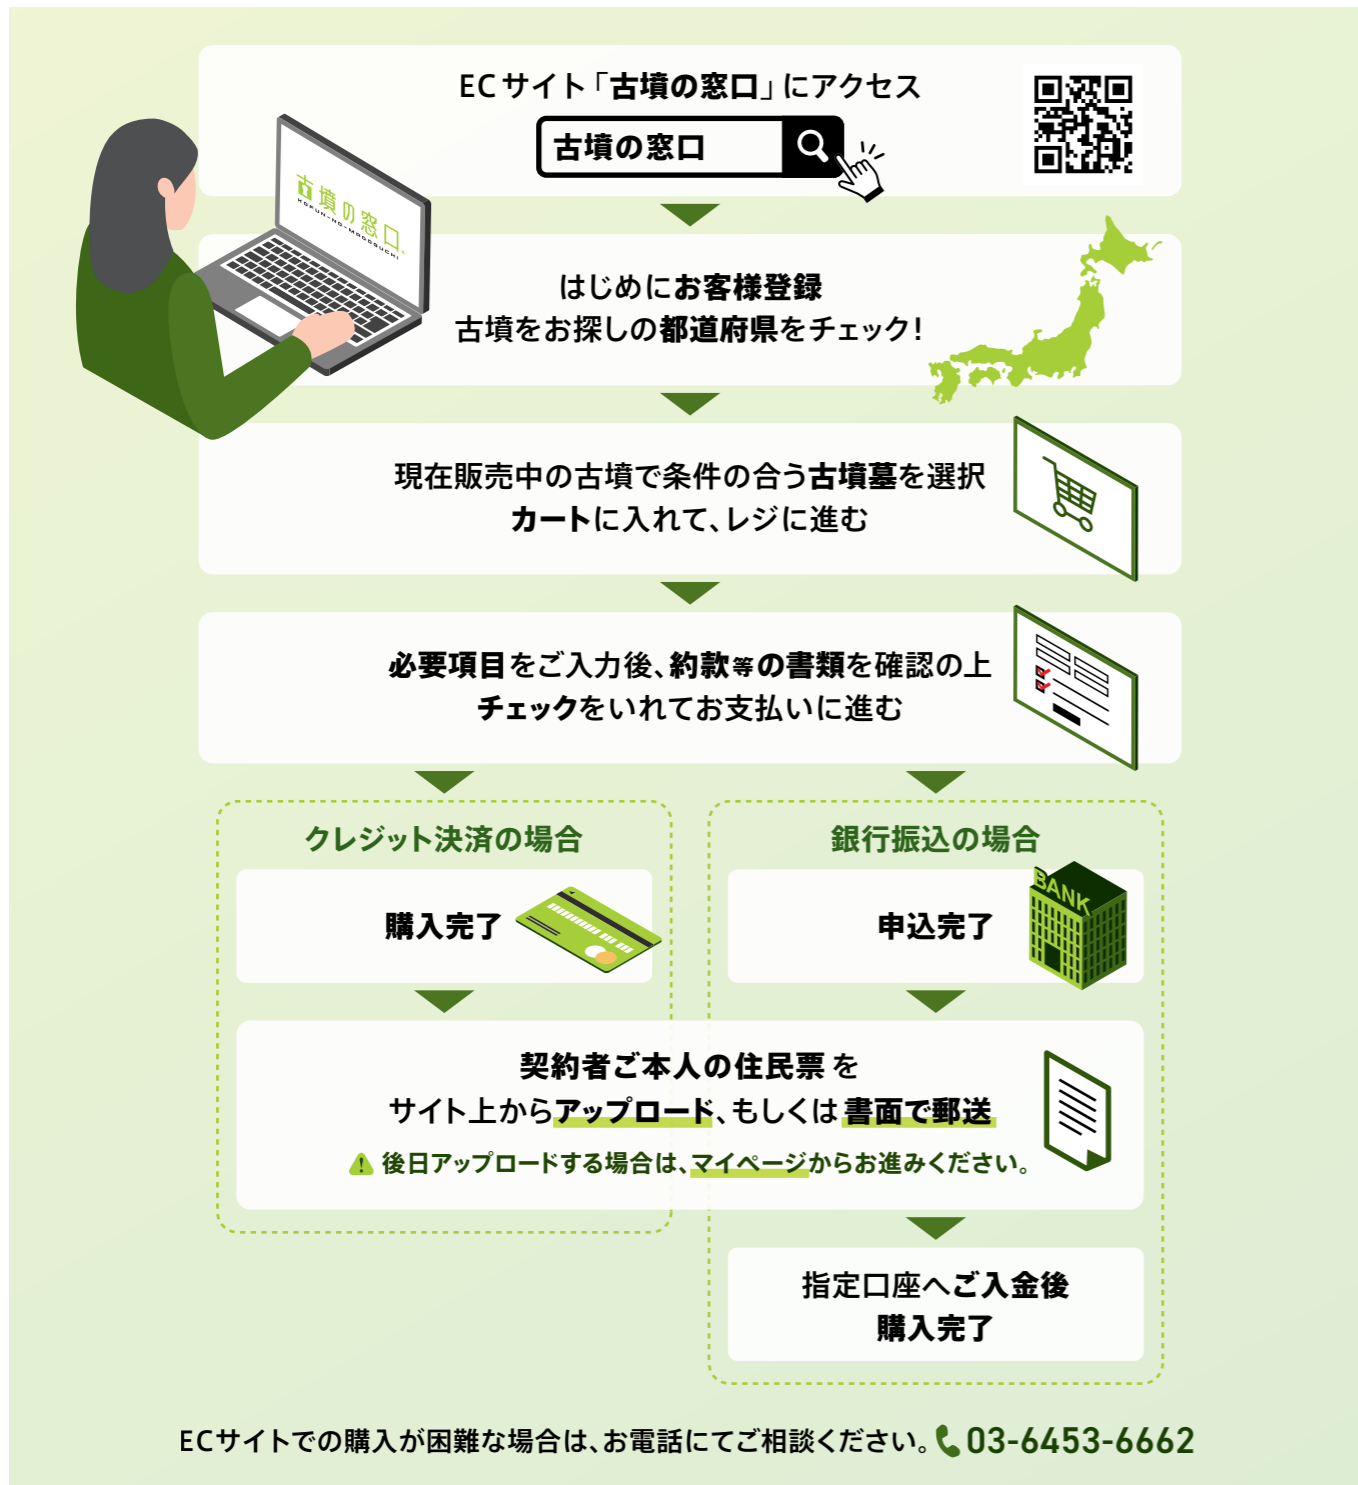 ECサイト「古墳の窓口」にアクセス
古墳の窓口
古墳の窓口
KOFUN-NO-MADOGUCHI
はじめにお客様登録
古墳をお探しの都道府県をチェック!
現在販売中の古墳で条件の合う古墳墓を選択
カートに入れて、レジに進む
必要項目をご入力後、約款等の書類を確認の上
チェックをいれてお支払いに進む
クレジット決済の場合
購入完了
銀行振込の場合
BANK
申込完了
契約者ご本人の住民票を
サイト上からアップロード、もしくは書面で郵送
後日アップロードする場合は、マイページからお進みください。
指定口座へご入金後
購入完了
ECサイトでの購入が困難な場合は、お電話にてご相談ください。03-6453-6662